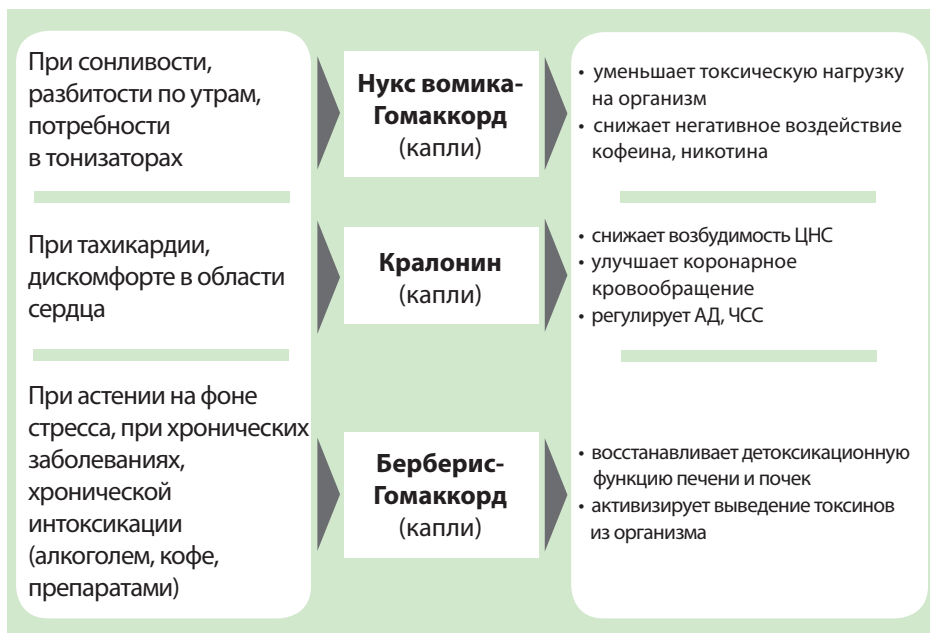 При сонливости,
разбитости по утрам,
потребности
в тонизаторах
Нукс вомика-
Гомаккорд
(капли)
• уменьшает токсическую нагрузку
на организм
• снижает негативное воздействие
кофеина, никотина
При тахикардии,
дискомфорте в области
сердца
Кралонин
(капли)
• снижает возбудимость ЦНС
• улучшает коронарное
кровообращение
• регулирует АД, ЧСС
При астении на фоне
стресса, при хронических
заболеваниях,
хронической
интоксикации
(алкоголем, кофе,
препаратами)
Берберис-
Гомаккорд
(капли)
• восстанавливает детоксикационную
функцию печени и почек
• активизирует выведение токсинов
из организма